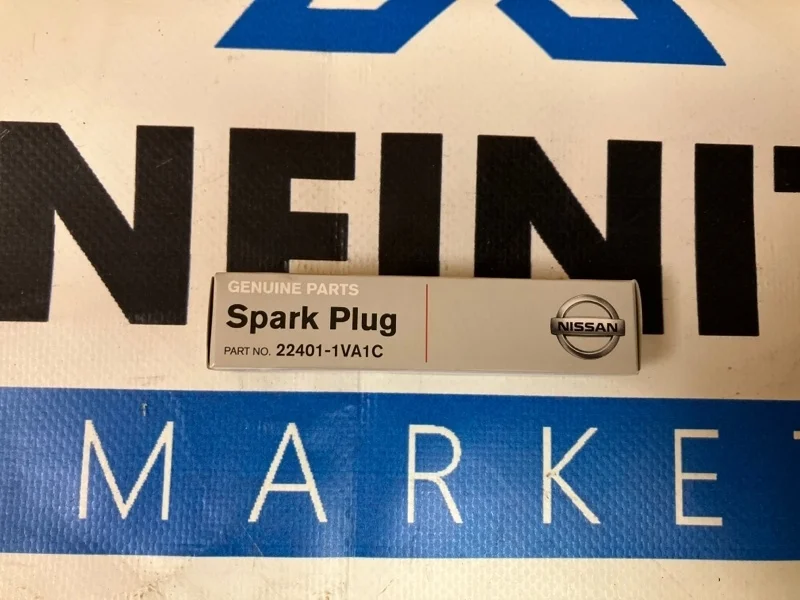 NFINIT
GENUINE PARTS
Spark Plug
PART NO. 22401-1VA1C
NISSAN
MARKET